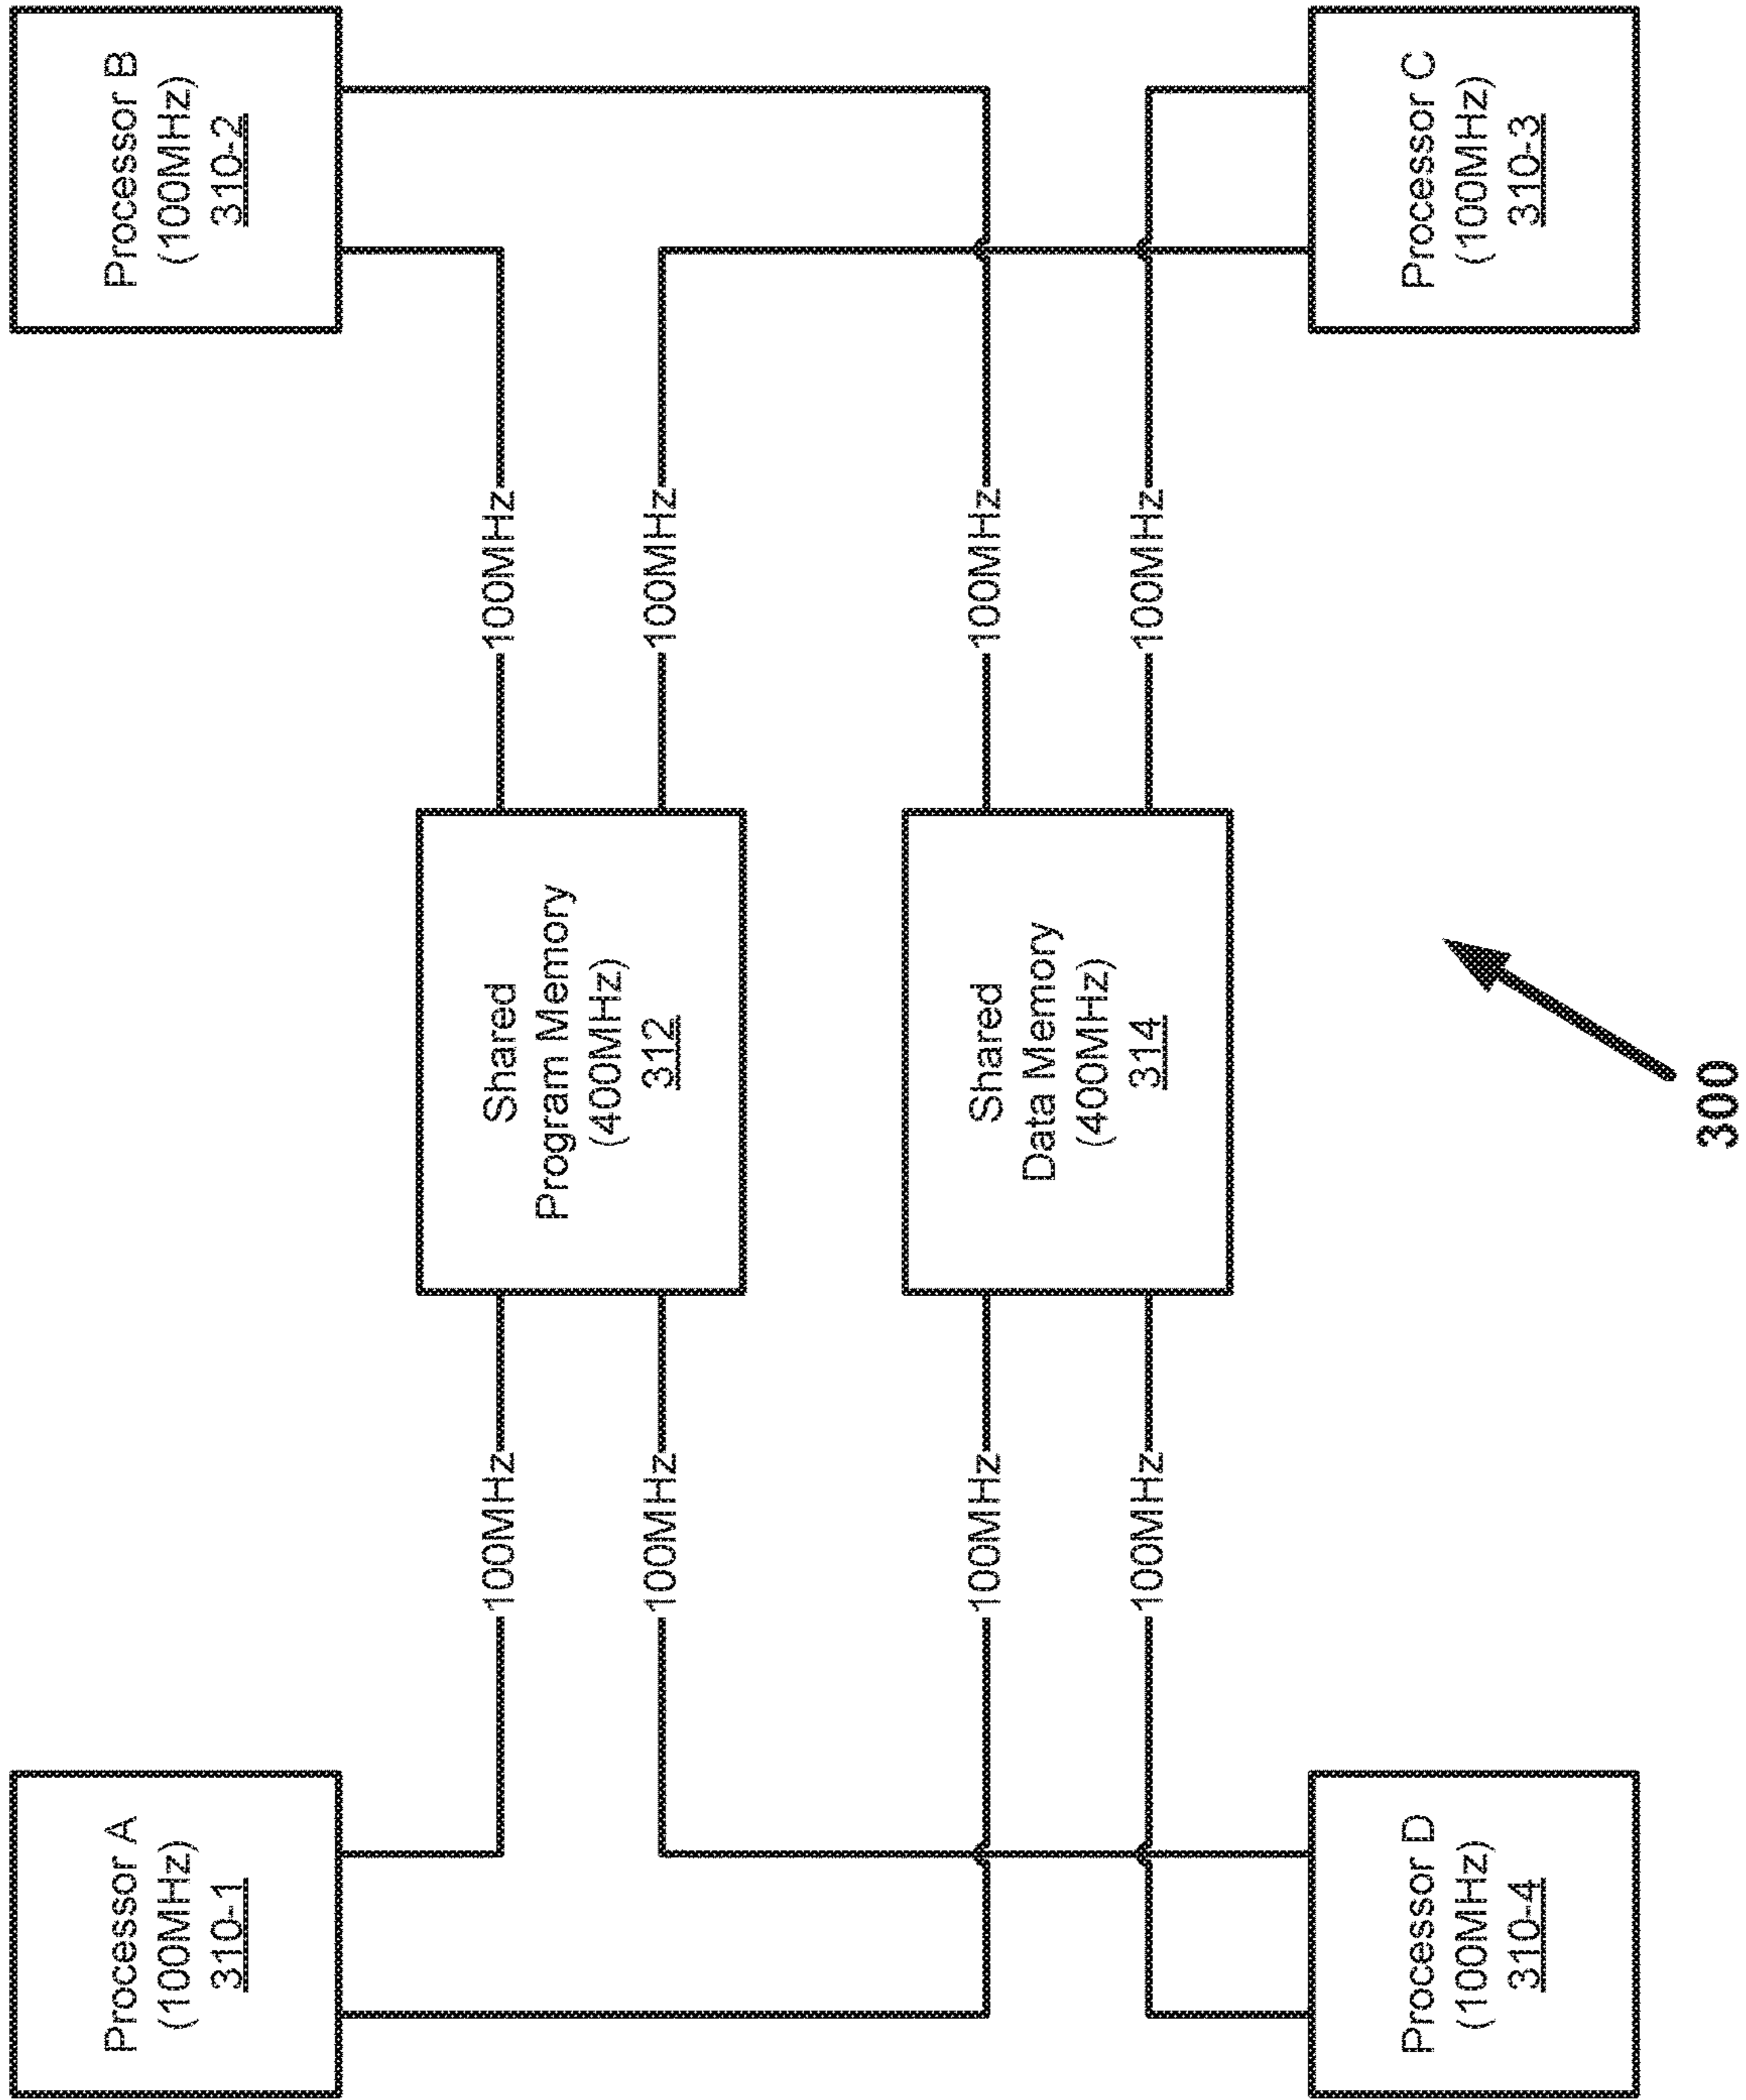 Processor A
(100MHz)
310-1
Processor B
(100MHz)
310-2
100MHz
100MHz
Shared
Program Memory
(400MHz)
312
100MHz
100MHz
100MHz
100MHz
Shared
Data Memory
(400MHz)
314
100MHz
100MHz
Processor D
(100MHz)
310-4
Processor C
(100MHz)
310-3
300